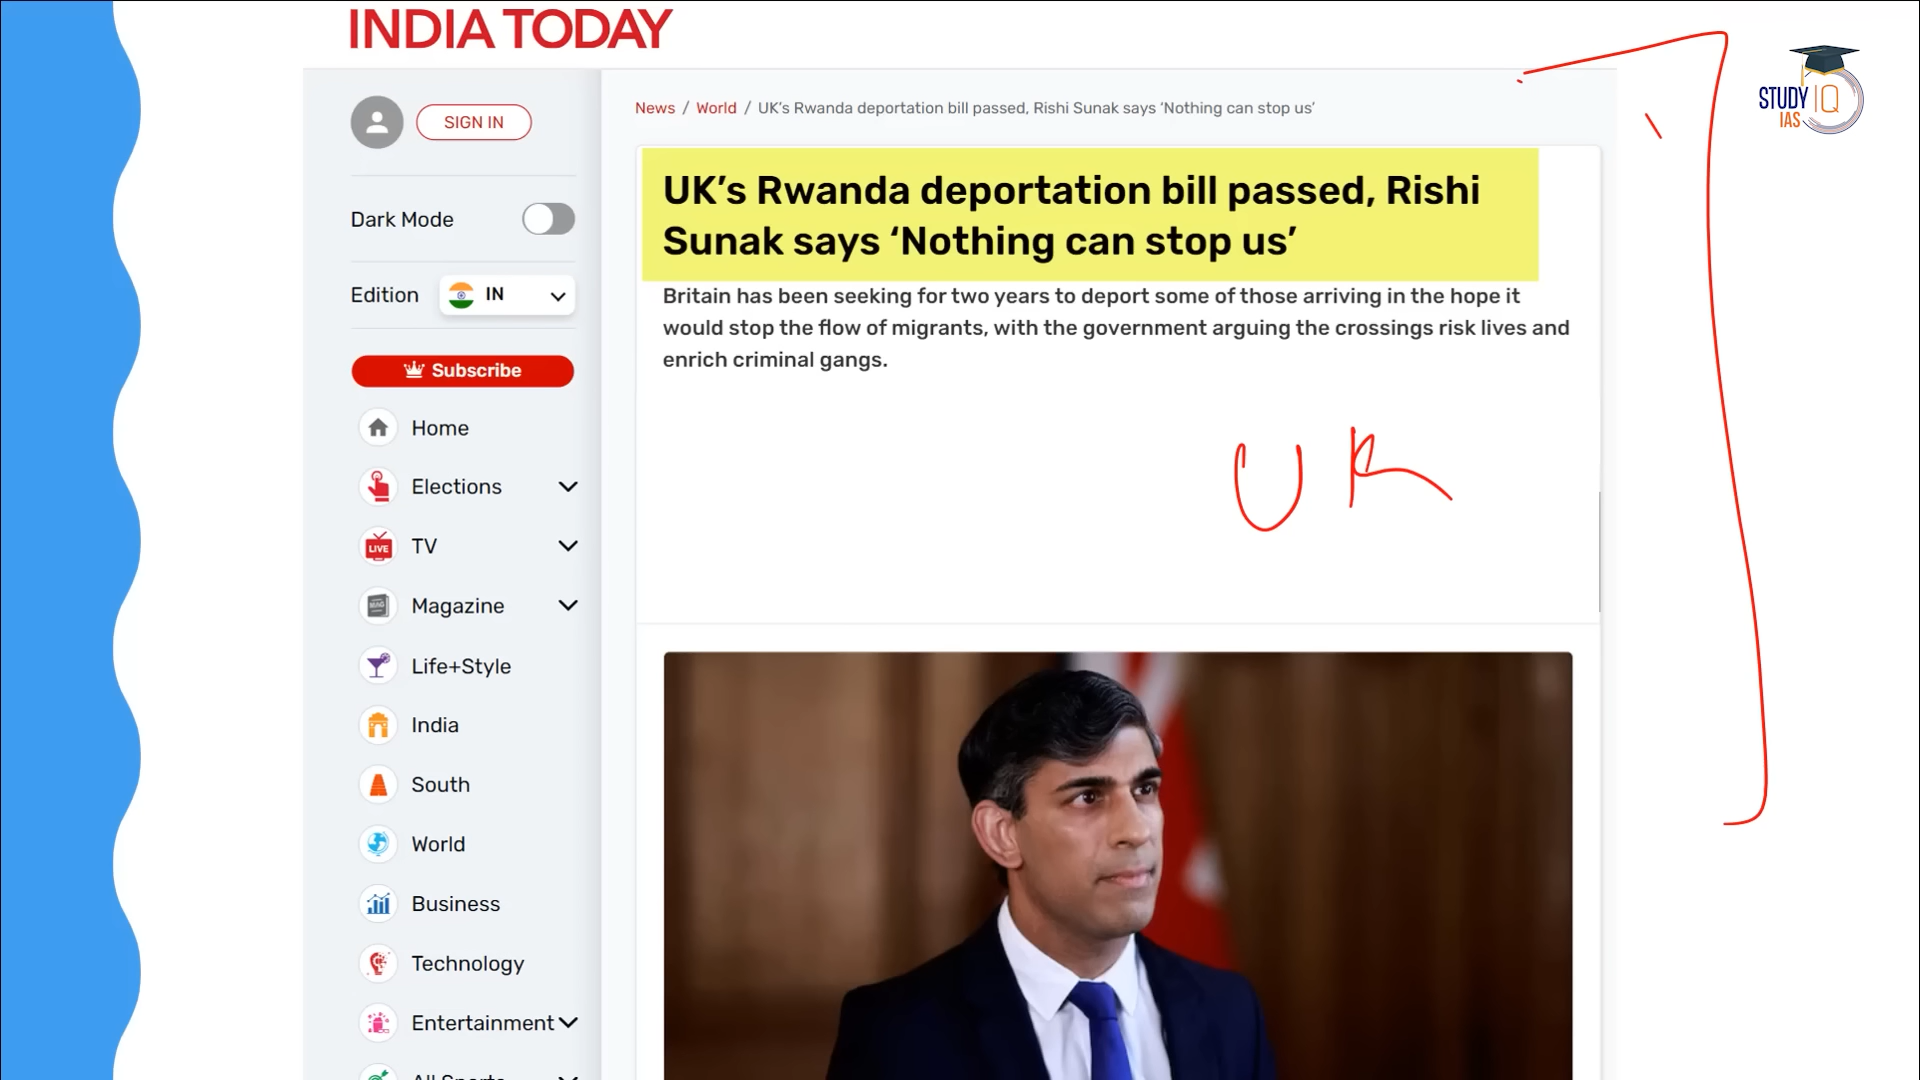 INDIA TODAY
STUDY IQ
IAS
SIGN IN
Dark Mode
Edition IN
Subscribe
Home
Elections
TV
LIVE
Magazine
MAG
Life+Style
India
South
World
Business
Technology
Entertainment
All Sports
News / World / UK’s Rwanda deportation bill passed, Rishi Sunak says ‘Nothing can stop us’
UK’s Rwanda deportation bill passed, Rishi
Sunak says ‘Nothing can stop us’
Britain has been seeking for two years to deport some of those arriving in the hope it
would stop the flow of migrants, with the government arguing the crossings risk lives and
enrich criminal gangs.
UK